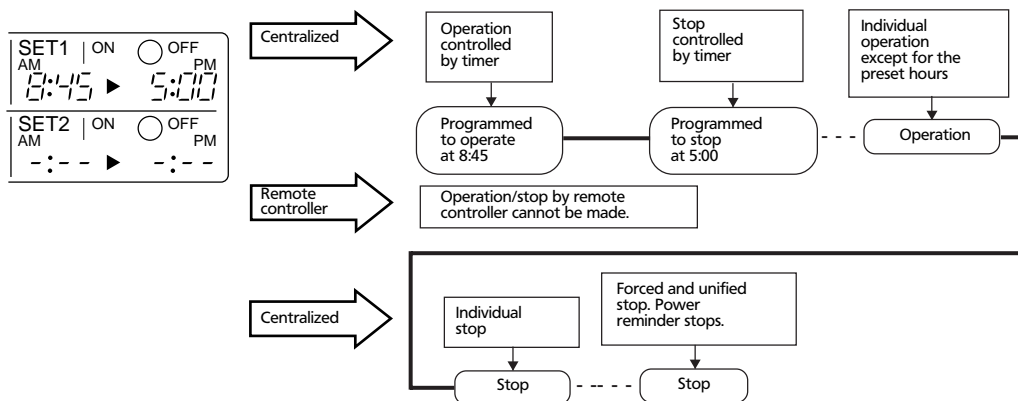 SET1 | ON OFF
AM PM
8:45 ▶ 5:00
SET2 | ON OFF
AM PM
-:-- ▶ -:--
Centralized
Operation
controlled
by timer
Stop
controlled
by timer
Individual
operation
except for the
preset hours
Programmed
to operate
at 8:45
Programmed
to stop
at 5:00
Operation
Remote
controller
Operation/stop by remote
controller cannot be made.
Centralized
Individual
stop
Forced and unified
stop. Power
reminder stops.
Stop
Stop